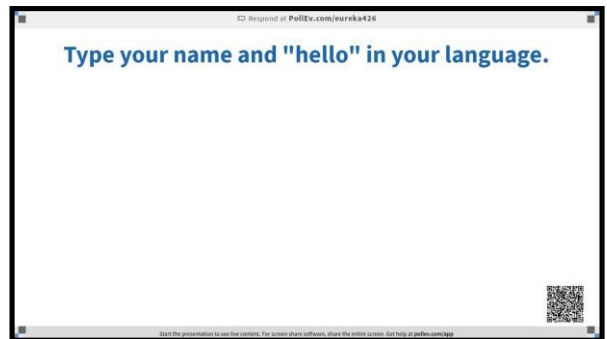 Respond at PollEv.com/eureka426
Type your name and "hello" in your language.
Start the presentation to see live content. For screen share software, share the entire screen. Get help at pollev.com/app